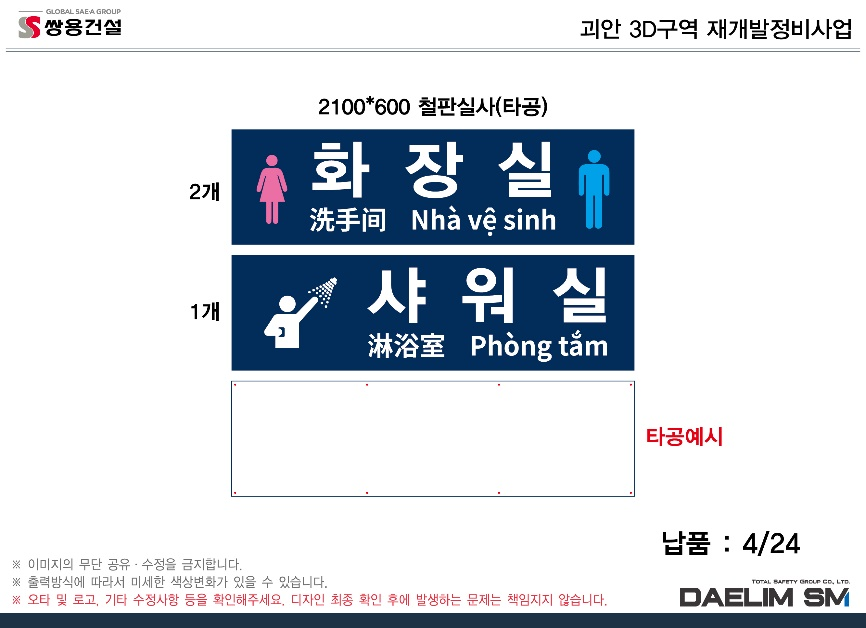 GLOBAL SAE-A GROUP
쌍용건설
괴안 3D구역 재개발정비사업
2100*600 철판실사(타공)
2개
화 장 실
洗手间 Nhà vệ sinh
1개
샤 워 실
淋浴室 Phòng tắm
타공예시
납품 : 4/24
※ 이미지의 무단 공유 · 수정을 금지합니다.
※ 출력방식에 따라서 미세한 색상변화가 있을 수 있습니다.
※ 오타 및 로고, 기타 수정사항 등을 확인해주세요. 디자인 최종 확인 후에 발생하는 문제는 책임지지 않습니다.
TOTAL SAFETY GROUP CO., LTD.
DAELIM SM